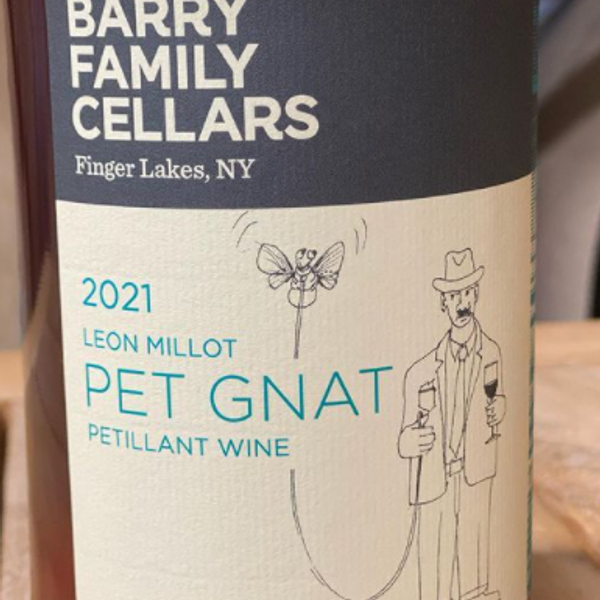 BARRY
FAMILY
CELLARS
Finger Lakes, NY
2021
LEON MILLOT
PET GNAT
PETILLANT WINE